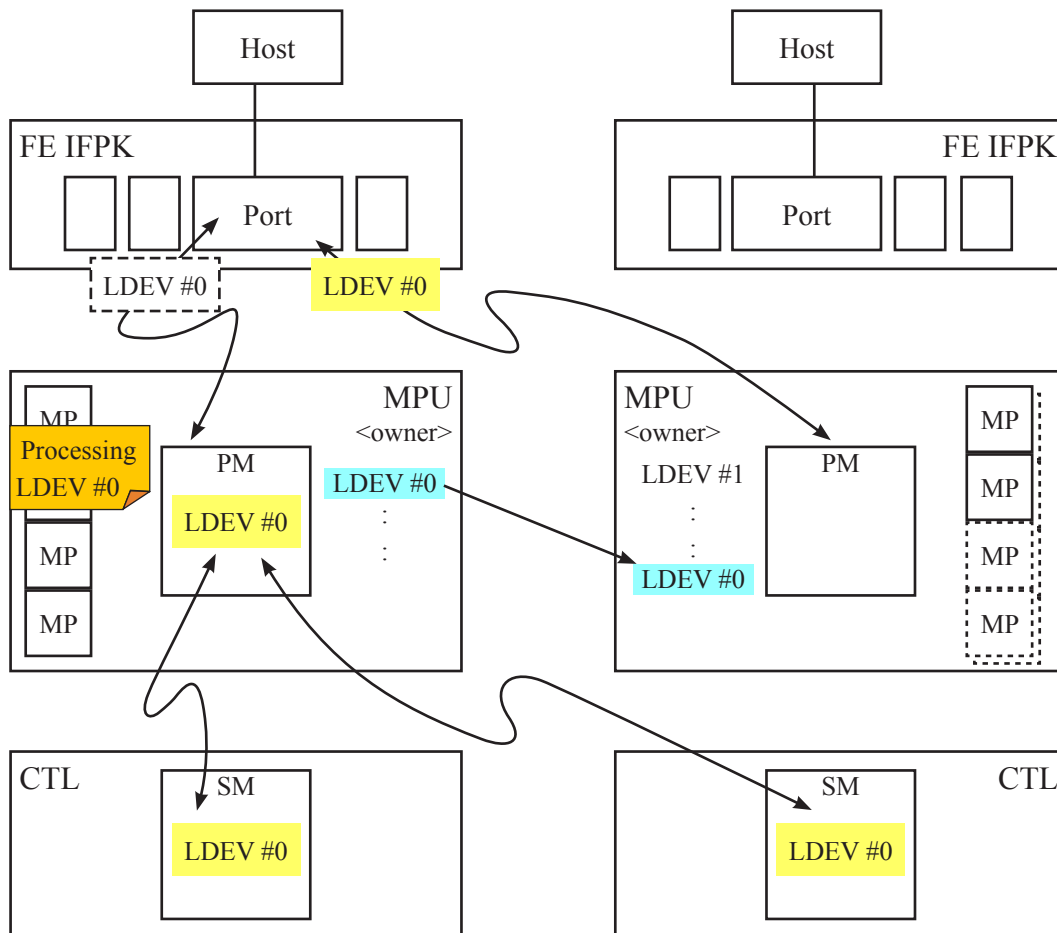 Host
Host
FE IFPK
FE IFPK
Port
Port
LDEV #0
LDEV #0
MP
MPU
<owner>
MPU
<owner>
MP
Processing
LDEV #0
PM
LDEV #0
LDEV #0
LDEV #1
PM
MP
MP
LDEV #0
MP
MP
MP
CTL
SM
LDEV #0
SM
LDEV #0
CTL